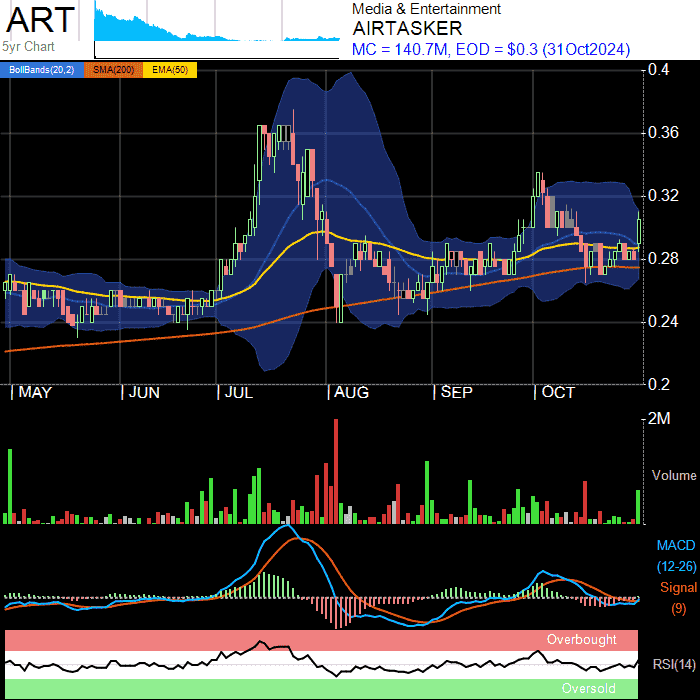 ART
5yr Chart
Media & Entertainment
AIRTASKER
MC = 140.7M, EOD = $0.3 (31Oct2024)
BollBands(20,2) SMA(200) EMA(50)
0.4
0.36
0.32
0.28
0.24
0.2
MAY JUN JUL AUG SEP OCT
2M
Volume
MACD
(12-26)
Signal
(9)
Overbought
RSI(14)
Oversold